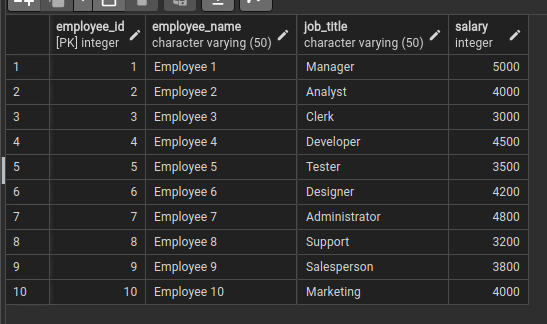 employee_id employee_name job_title salary
[PK] integer character varying (50) character varying (50) integer
1 1 Employee 1 Manager 5000
2 2 Employee 2 Analyst 4000
3 3 Employee 3 Clerk 3000
4 4 Employee 4 Developer 4500
5 5 Employee 5 Tester 3500
6 6 Employee 6 Designer 4200
7 7 Employee 7 Administrator 4800
8 8 Employee 8 Support 3200
9 9 Employee 9 Salesperson 3800
10 10 Employee 10 Marketing 4000